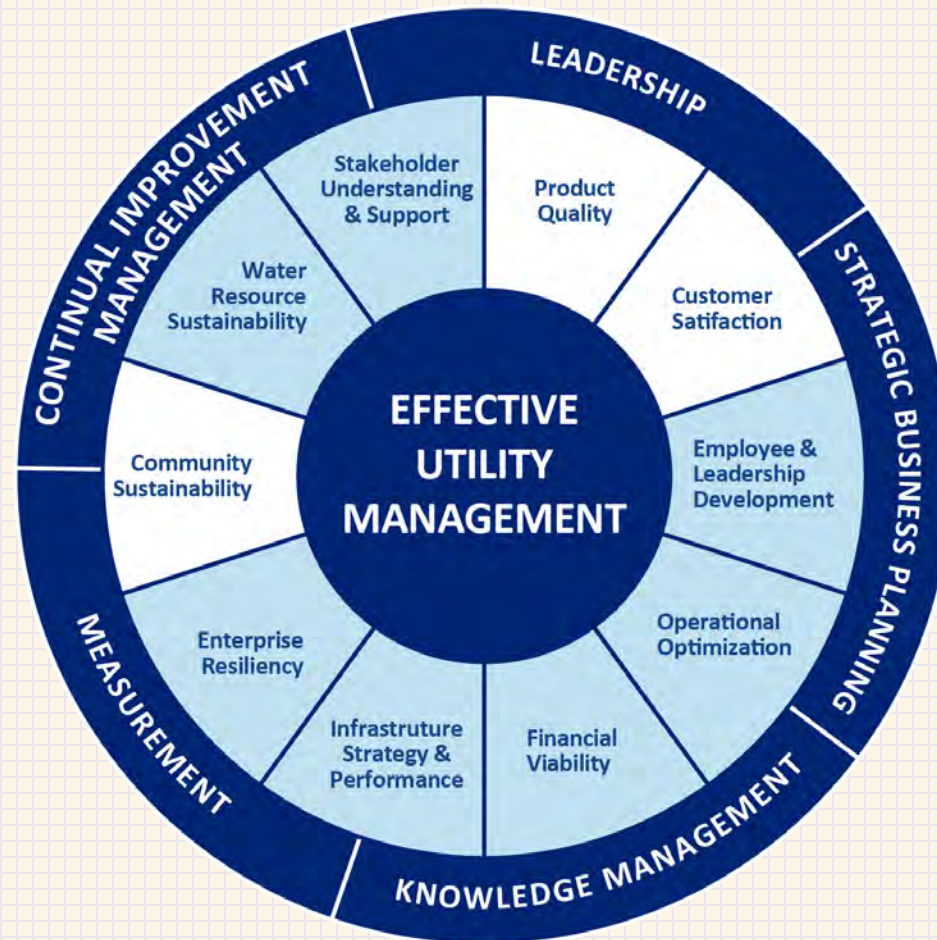 LEADERSHIP
STRATEGIC BUSINESS PLANNING
KNOWLEDGE MANAGEMENT
MEASUREMENT
CONTINUAL IMPROVEMENT
MANAGEMENT
Product
Quality
Customer
Satifaction
Employee &
Leadership
Development
Operational
Optimization
Financial
Viability
Infrastruture
Strategy &
Performance
Enterprise
Resiliency
Community
Sustainability
Water
Resource
Sustainability
Stakeholder
Understanding
& Support
EFFECTIVE
UTILITY
MANAGEMENT